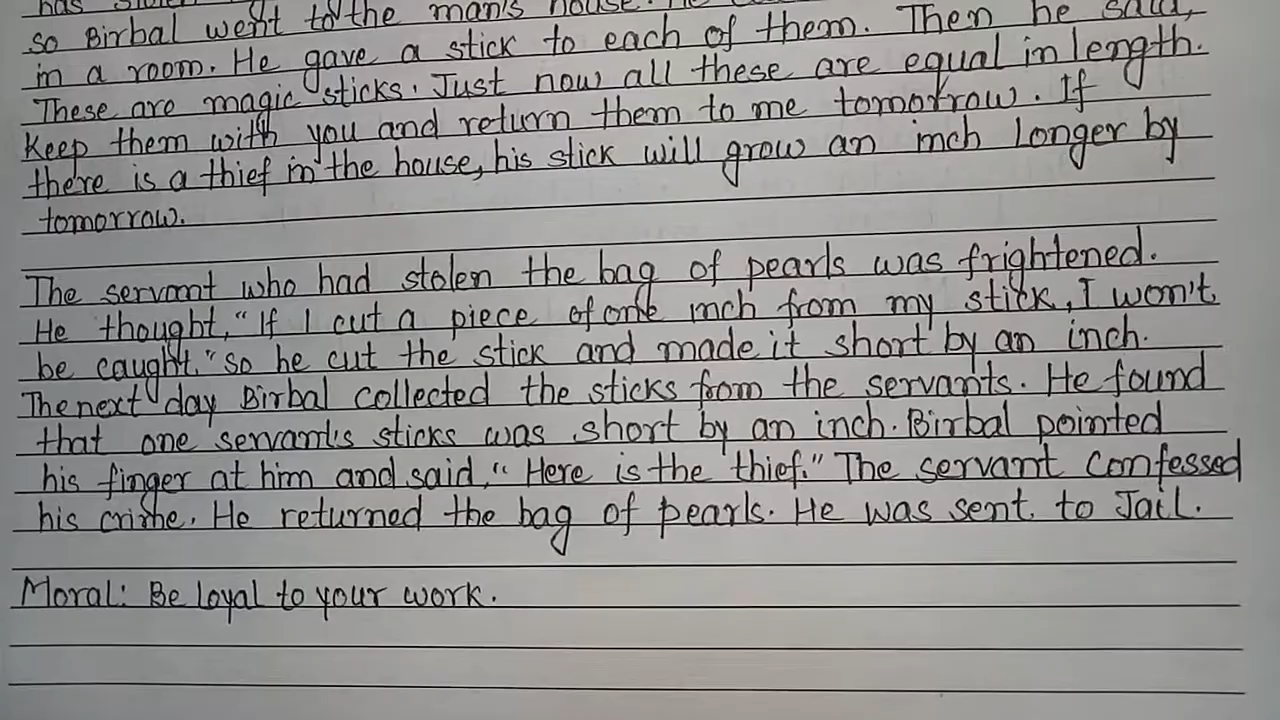 has stolen
so Birbal went to the man's house. He
in a room. He gave a stick to each of them. Then he said,
These are magic sticks. Just now all these are equal in length.
Keep them with you and return them to me tomorrow. If
there is a thief in the house, his stick will grow an inch longer by
tomorrow.
The servant who had stolen the bag of pearls was frightened.
He thought, "If I cut a piece of one inch from my stick, I won't
be caught." so he cut the stick and made it short by an inch.
The next day Birbal collected the sticks from the servants. He found
that one servant's sticks was short by an inch. Birbal pointed
his finger at him and said, "Here is the thief." The servant confessed
his crime. He returned the bag of pearls. He was sent to Jail.
Moral: Be loyal to your work.